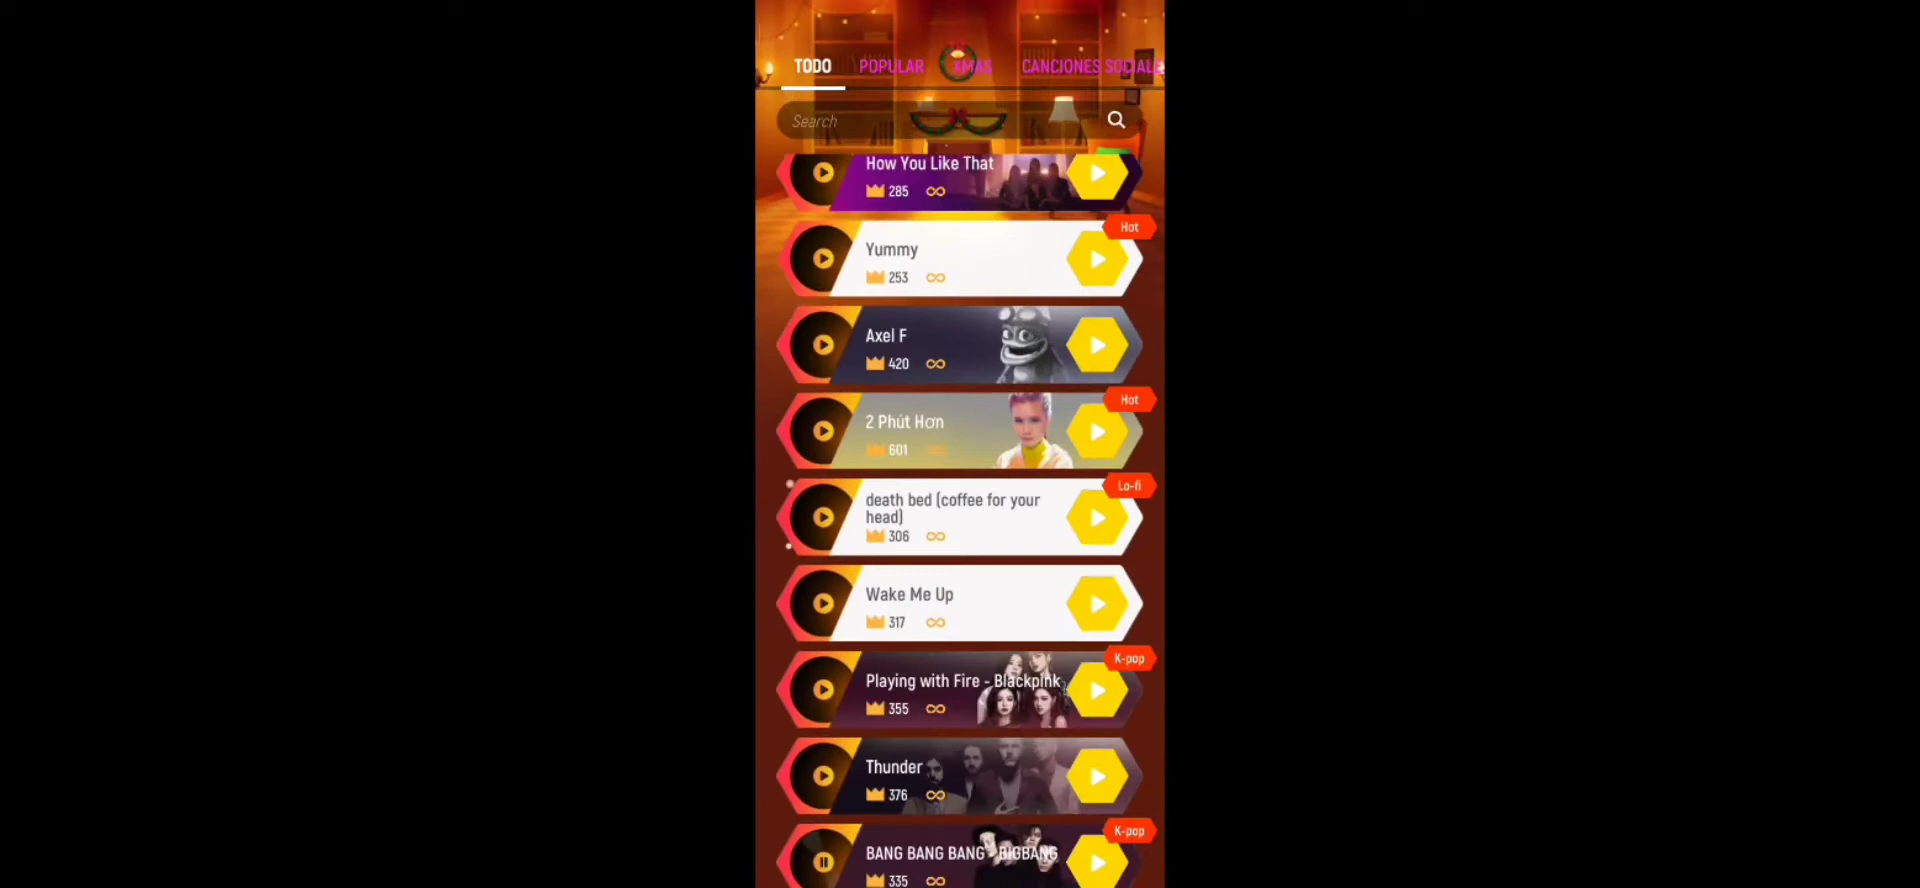 TODO POPULAR XMAS CANCIONES SOCIALE
Search
How You Like That
285
Hot
Yummy
253
Axel F
420
Hot
2 Phút Hơn
601
Lo-fi
death bed (coffee for your
head)
306
Wake Me Up
317
K-pop
Playing with Fire - Blackpink
355
Thunder
376
K-pop
BANG BANG BANG - BIGBANG
335